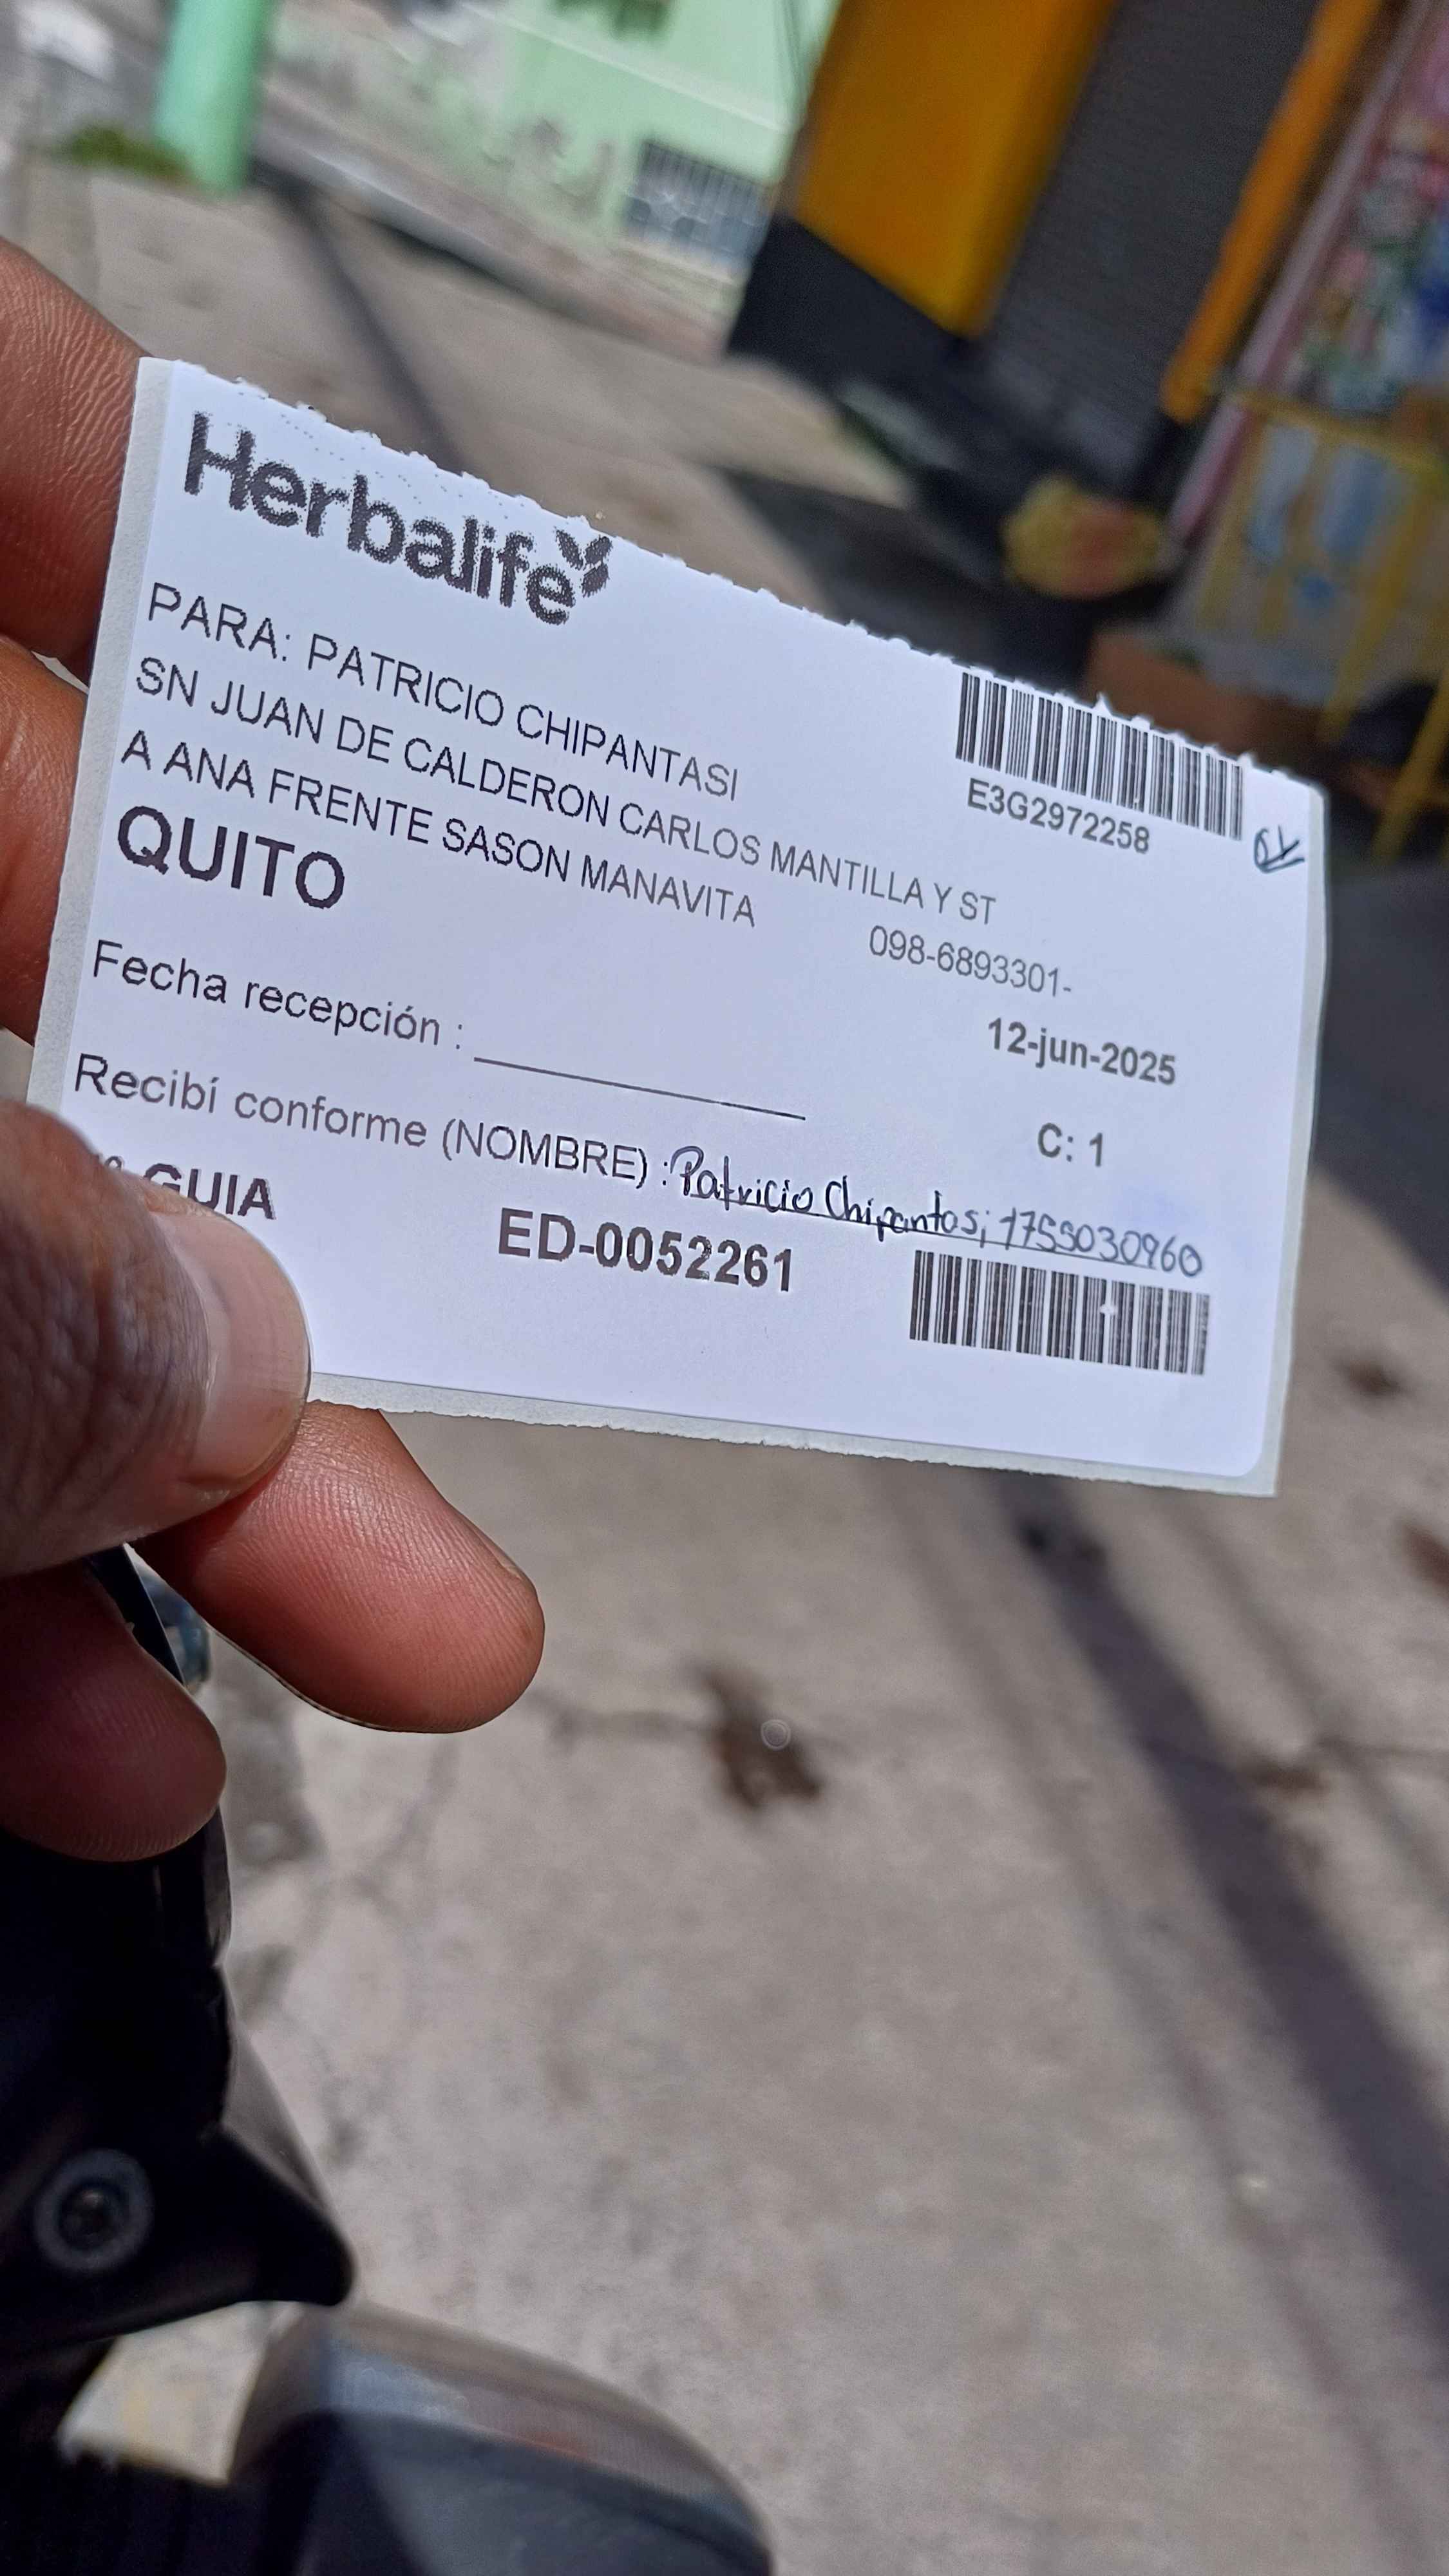 Herbalife
PARA: PATRICIO CHIPANTASI
SN JUAN DE CALDERON CARLOS MANTILLA Y ST
A ANA FRENTE SASON MANAVITA
QUITO
E3G2972258
098-6893301-
12-jun-2025
Fecha recepción : ____________
C: 1
Recibí conforme (NOMBRE) : Patricio Chipantasi 1755030960
GUIA
ED-0052261